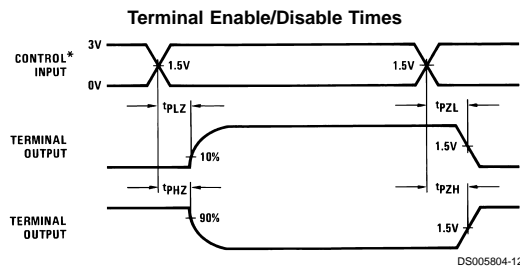 Terminal Enable/Disable Times
3V
CONTROL*
INPUT
1.5V
1.5V
0V
tPLZ
tPZL
TERMINAL
OUTPUT
10%
1.5V
tPHZ
tPZH
TERMINAL
OUTPUT
90%
1.5V
DS005804-12